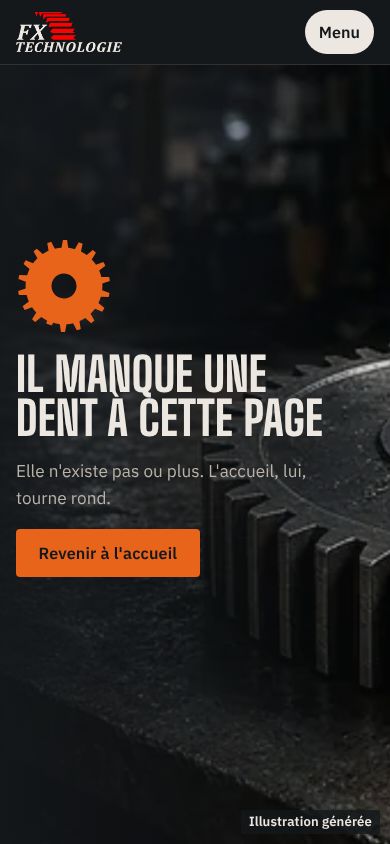 FX
TECHNOLOGIE
Menu
IL MANQUE UNE
DENT À CETTE PAGE
Elle n'existe pas ou plus. L'accueil, lui,
tourne rond.
Revenir à l'accueil
Illustration générée